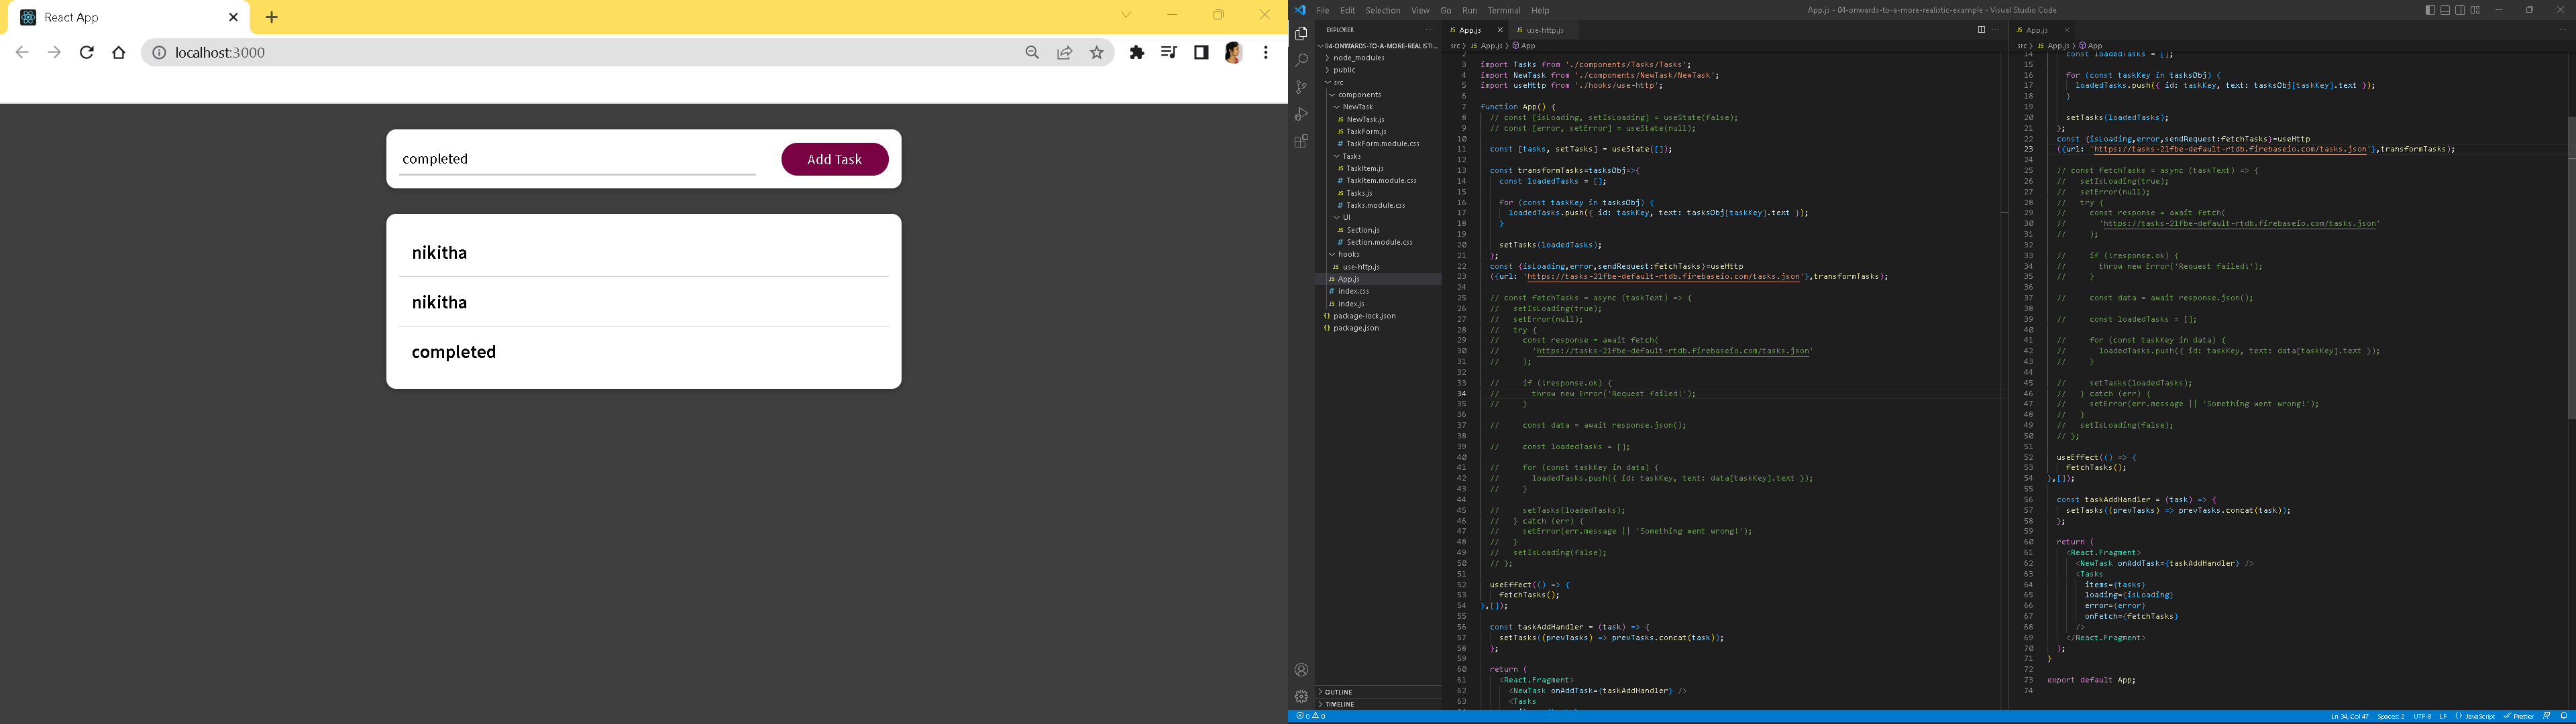 React App
localhost:3000
completed
Add Task
nikitha
nikitha
completed
File Edit Selection View Go Run Terminal Help
App.js - 04-onwards-to-a-more-realistic-example - Visual Studio Code
EXPLORER
04-ONWARDS-TO-A-MORE-REALISTI...
node_modules
public
src
components
NewTask
NewTask.js
TaskForm.js
TaskForm.module.css
Tasks
TaskItem.js
TaskItem.module.css
Tasks.js
Tasks.module.css
UI
Section.js
Section.module.css
hooks
use-http.js
App.js
index.css
index.js
package-lock.json
package.json
OUTLINE
TIMELINE
App.js
use-http.js
src > App.js > App
2
3 import Tasks from './components/Tasks/Tasks';
4 import NewTask from './components/NewTask/NewTask';
5 import useHttp from './hooks/use-http';
6
7 function App() {
8 // const [isLoading, setIsLoading] = useState(false);
9 // const [error, setError] = useState(null);
10
11 const [tasks, setTasks] = useState([]);
12
13 const transformTasks=tasksObj=>{
14 const loadedTasks = [];
15
16 for (const taskKey in tasksObj) {
17 loadedTasks.push({ id: taskKey, text: tasksObj[taskKey].text });
18 }
19
20 setTasks(loadedTasks);
21 };
22 const {isLoading,error,sendRequest:fetchTasks}=useHttp
23 ({url: 'https://tasks-21fbe-default-rtdb.firebaseio.com/tasks.json'},transformTasks);
24
25 // const fetchTasks = async (taskText) => {
26 // setIsLoading(true);
27 // setError(null);
28 // try {
29 // const response = await fetch(
30 // 'https://tasks-21fbe-default-rtdb.firebaseio.com/tasks.json'
31 // );
32
33 // if (!response.ok) {
34 // throw new Error('Request failed!');
35 // }
36
37 // const data = await response.json();
38
39 // const loadedTasks = [];
40
41 // for (const taskKey in data) {
42 // loadedTasks.push({ id: taskKey, text: data[taskKey].text });
43 // }
44
45 // setTasks(loadedTasks);
46 // } catch (err) {
47 // setError(err.message || 'Something went wrong!');
48 // }
49 // setIsLoading(false);
50 // };
51
52 useEffect(() => {
53 fetchTasks();
54 },[]);
55
56 const taskAddHandler = (task) => {
57 setTasks((prevTasks) => prevTasks.concat(task));
58 };
59
60 return (
61 <React.Fragment>
62 <NewTask onAddTask={taskAddHandler} />
63 <Tasks
App.js
src > App.js > App
14 const loadedTasks = [];
15
16 for (const taskKey in tasksObj) {
17 loadedTasks.push({ id: taskKey, text: tasksObj[taskKey].text });
18 }
19
20 setTasks(loadedTasks);
21 };
22 const {isLoading,error,sendRequest:fetchTasks}=useHttp
23 ({url: 'https://tasks-21fbe-default-rtdb.firebaseio.com/tasks.json'},transformTasks);
24
25 // const fetchTasks = async (taskText) => {
26 // setIsLoading(true);
27 // setError(null);
28 // try {
29 // const response = await fetch(
30 // 'https://tasks-21fbe-default-rtdb.firebaseio.com/tasks.json'
31 // );
32
33 // if (!response.ok) {
34 // throw new Error('Request failed!');
35 // }
36
37 // const data = await response.json();
38
39 // const loadedTasks = [];
40
41 // for (const taskKey in data) {
42 // loadedTasks.push({ id: taskKey, text: data[taskKey].text });
43 // }
44
45 // setTasks(loadedTasks);
46 // } catch (err) {
47 // setError(err.message || 'Something went wrong!');
48 // }
49 // setIsLoading(false);
50 // };
51
52 useEffect(() => {
53 fetchTasks();
54 },[]);
55
56 const taskAddHandler = (task) => {
57 setTasks((prevTasks) => prevTasks.concat(task));
58 };
59
60 return (
61 <React.Fragment>
62 <NewTask onAddTask={taskAddHandler} />
63 <Tasks
64 items={tasks}
65 loading={isLoading}
66 error={error}
67 onFetch={fetchTasks}
68 />
69 </React.Fragment>
70 );
71 }
72
73 export default App;
74
0 0
Ln 34, Col 47 Spaces: 2 UTF-8 LF JavaScript Prettier